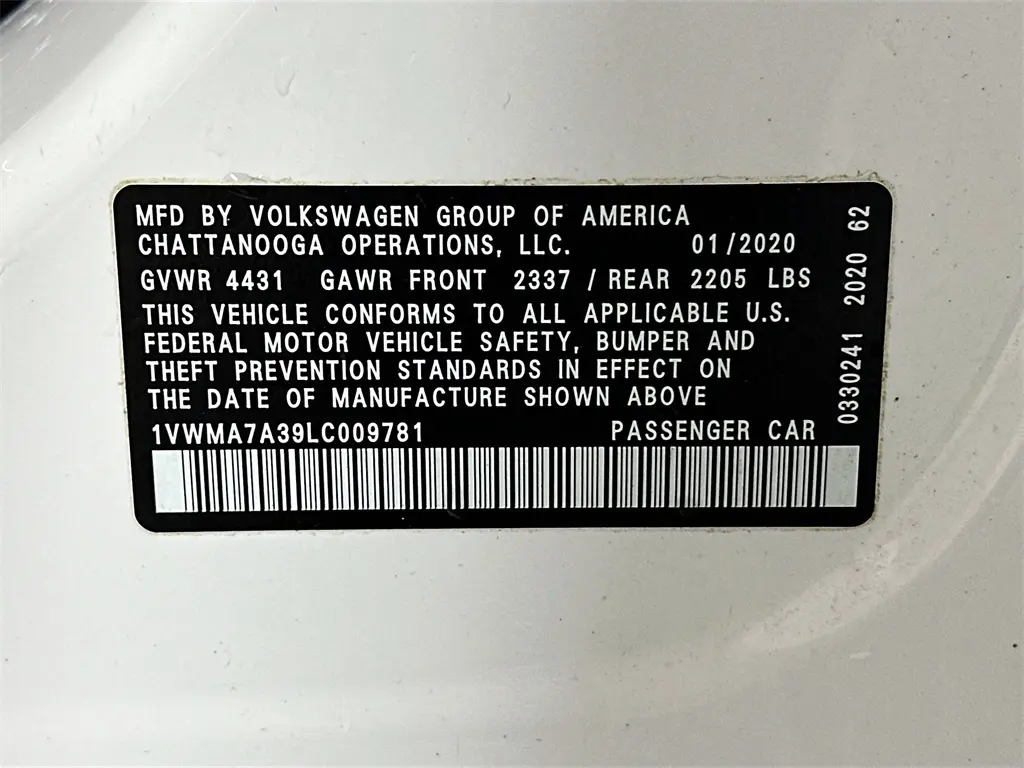 MFD BY VOLKSWAGEN GROUP OF AMERICA
CHATTANOOGA OPERATIONS, LLC. 01/2020
GVWR 4431 GAWR FRONT 2337 / REAR 2205 LBS
THIS VEHICLE CONFORMS TO ALL APPLICABLE U.S.
FEDERAL MOTOR VEHICLE SAFETY, BUMPER AND
THEFT PREVENTION STANDARDS IN EFFECT ON
THE DATE OF MANUFACTURE SHOWN ABOVE
1VWMA7A39LC009781 PASSENGER CAR
0330241 2020 62